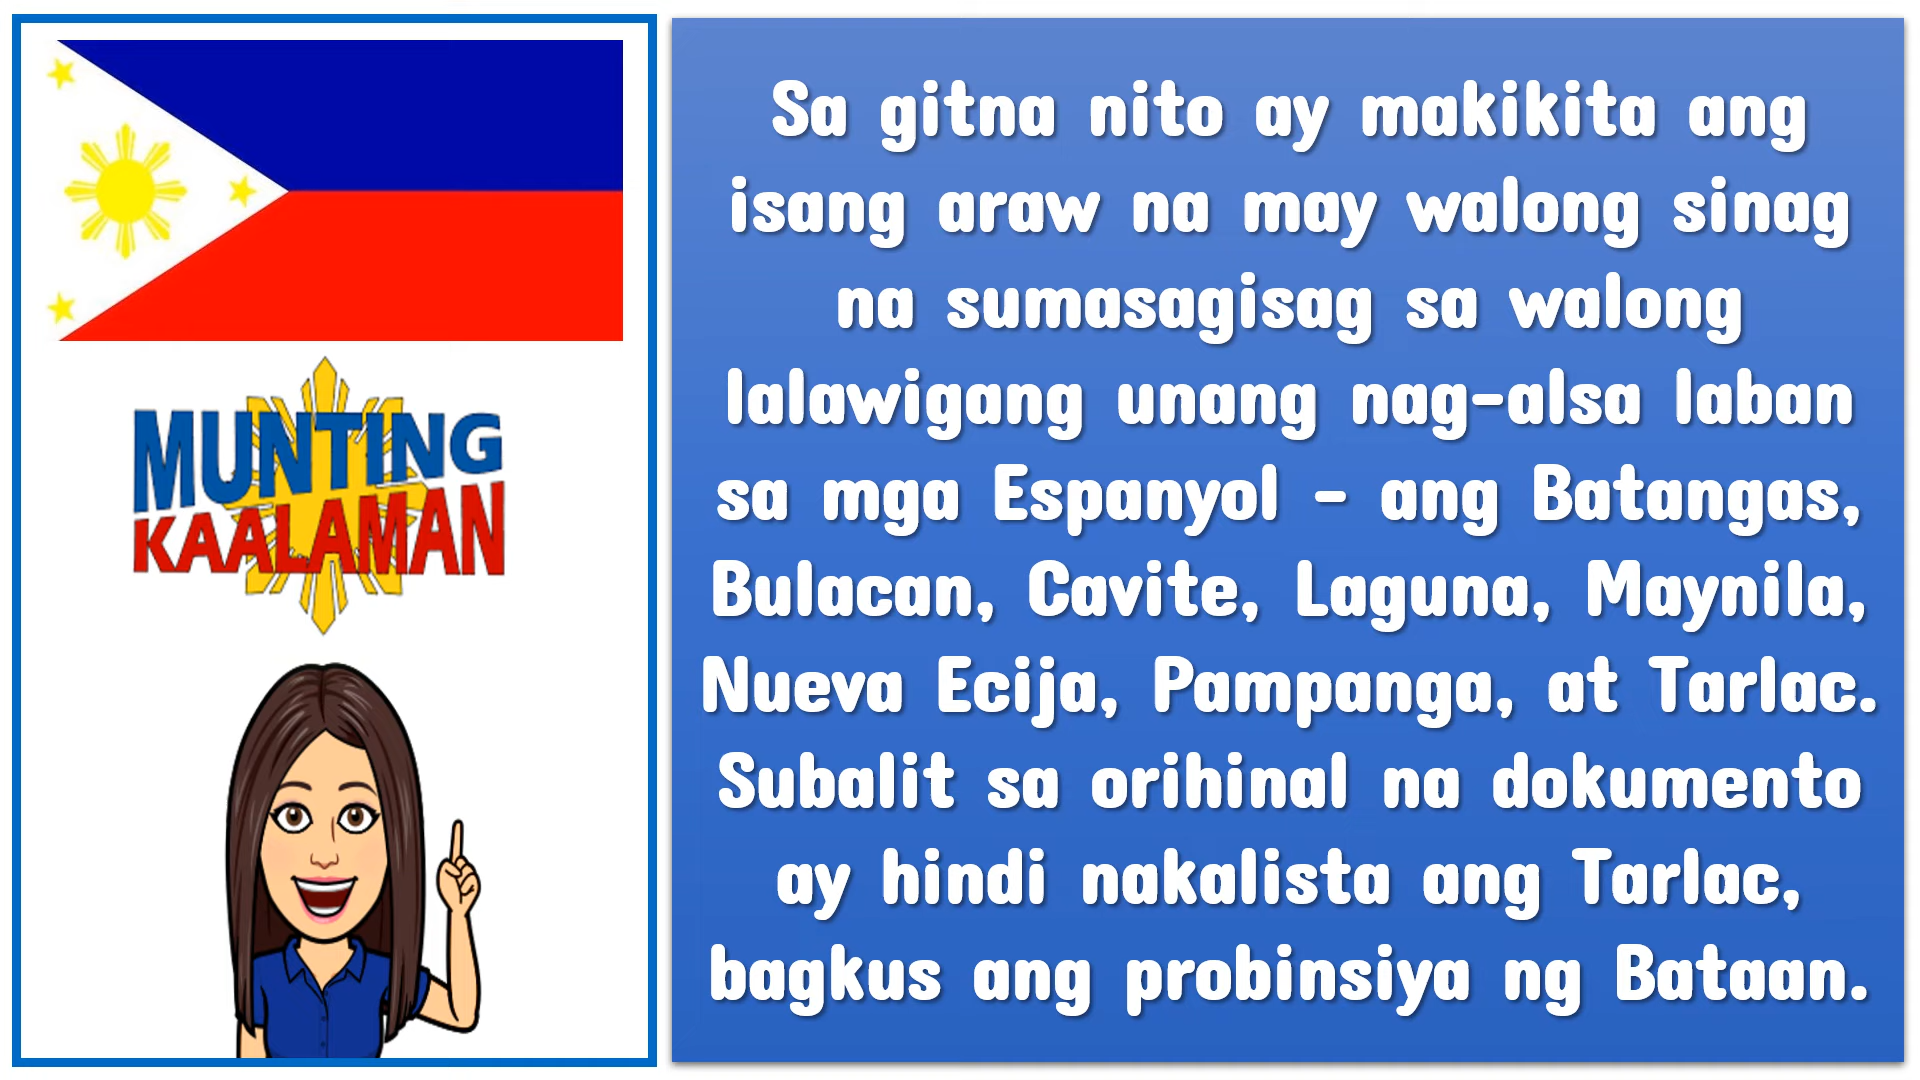 MUNTING
KAALAMAN
Sa gitna nito ay makikita ang
isang araw na may walong sinag
na sumasagisag sa walong
lalawigang unang nag-alsa laban
sa mga Espanyol - ang Batangas,
Bulacan, Cavite, Laguna, Maynila,
Nueva Ecija, Pampanga, at Tarlac.
Subalit sa orihinal na dokumento
ay hindi nakalista ang Tarlac,
bagkus ang probinsiya ng Bataan.